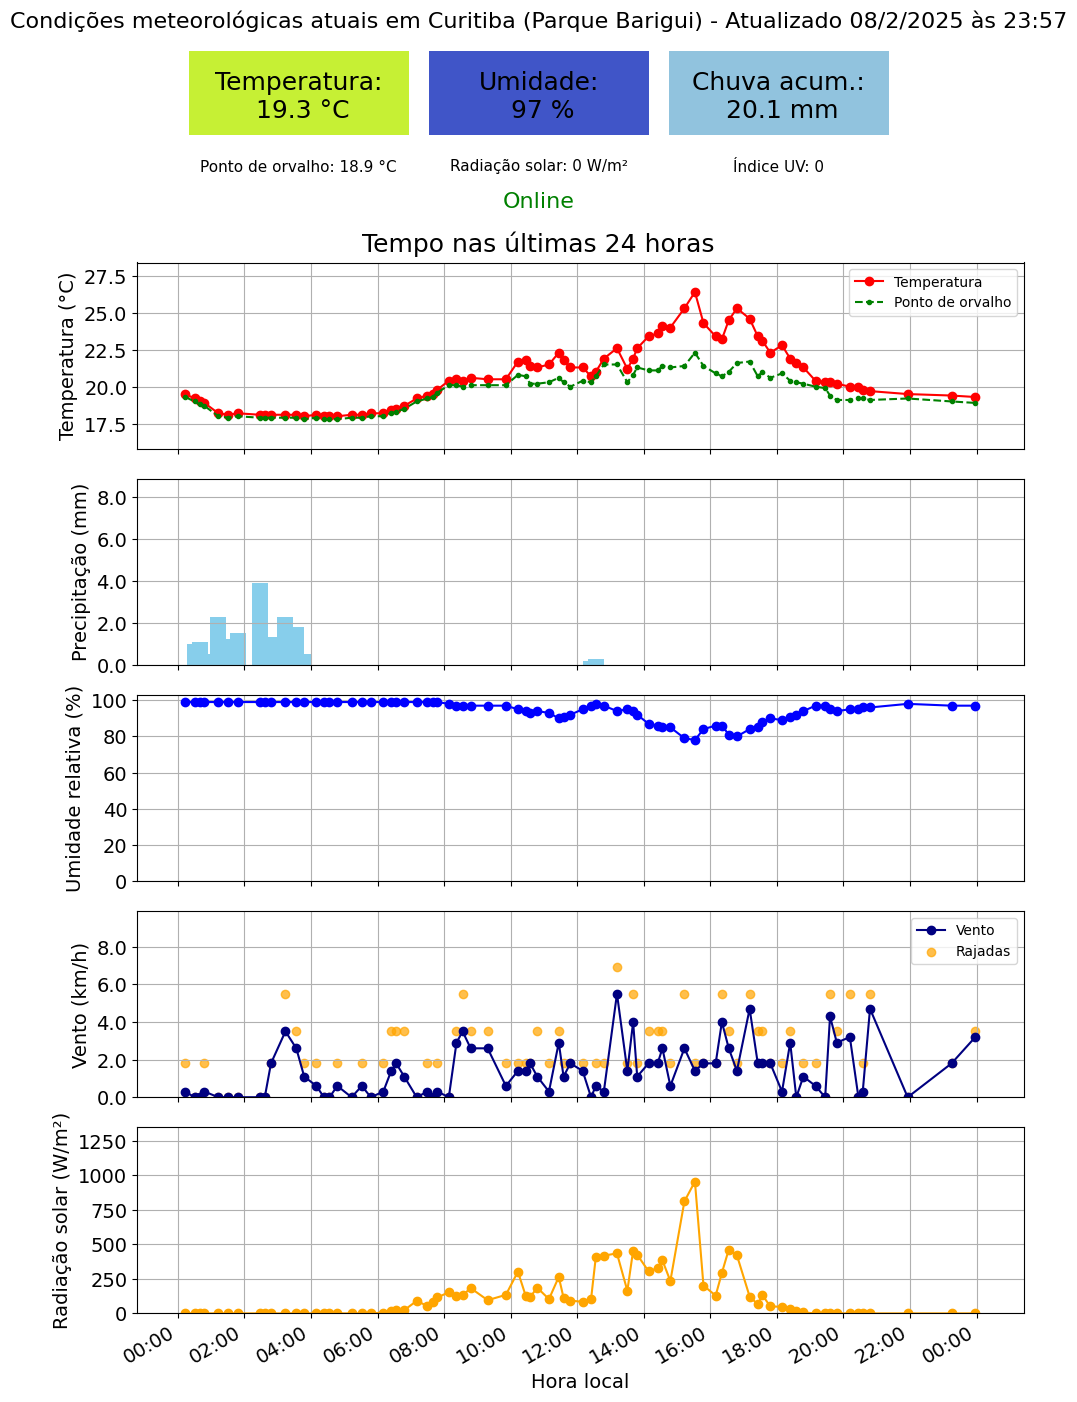 Condições meteorológicas atuais em Curitiba (Parque Barigui) - Atualizado 08/2/2025 às 23:57
Temperatura:
19.3 °C
Umidade:
97 %
Chuva acum.:
20.1 mm
Ponto de orvalho: 18.9 °C
Radiação solar: 0 W/m²
Índice UV: 0
Online
Tempo nas últimas 24 horas
Temperatura (°C)
27.5
25.0
22.5
20.0
17.5
Temperatura
Ponto de orvalho
Precipitação (mm)
8.0
6.0
4.0
2.0
0.0
Umidade relativa (%)
100
80
60
40
20
0
Vento (km/h)
8.0
6.0
4.0
2.0
0.0
Vento
Rajadas
Radiação solar (W/m²)
1250
1000
750
500
250
0
00:00 02:00 04:00 06:00 08:00 10:00 12:00 14:00 16:00 18:00 20:00 22:00 00:00
Hora local